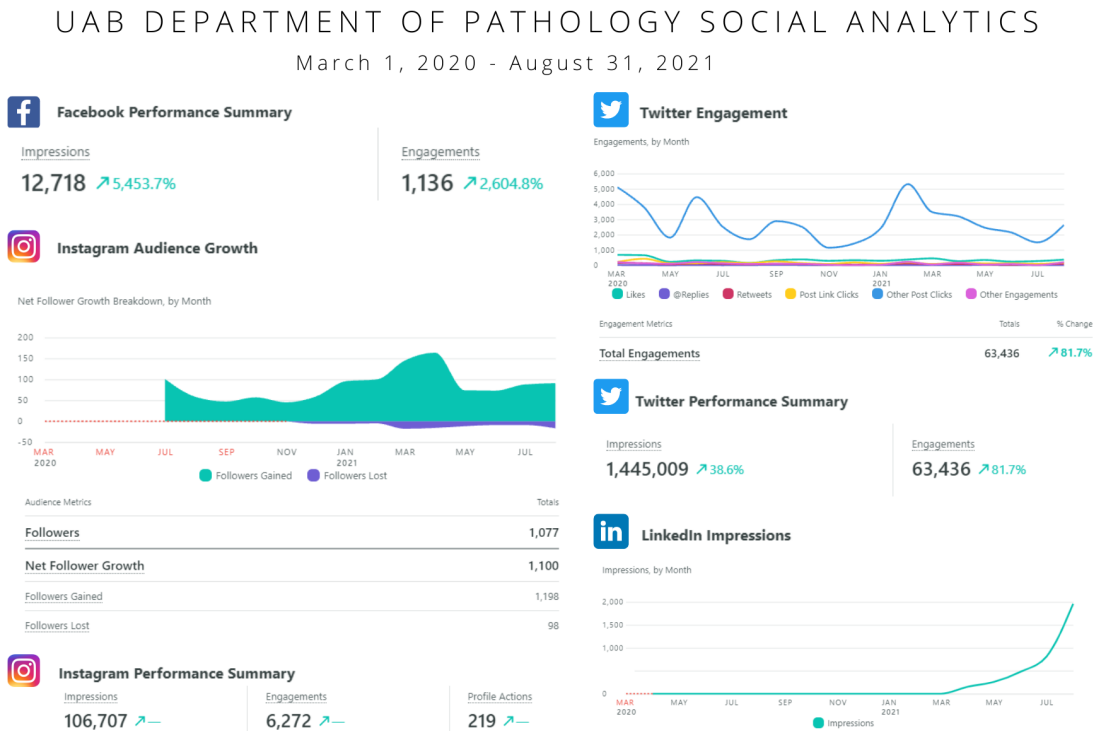 UAB DEPARTMENT OF PATHOLOGY SOCIAL ANALYTICS
March 1, 2020 - August 31, 2021
Facebook Performance Summary
Impressions
12,718 ↗5,453.7%
Engagements
1,136 ↗2,604.8%
Instagram Audience Growth
Net Follower Growth Breakdown, by Month
200
150
100
50
0
-50
MAR 2020 MAY JUL SEP NOV JAN 2021 MAR MAY JUL
Followers Gained Followers Lost
Audience Metrics Totals
Followers 1,077
Net Follower Growth 1,100
Followers Gained 1,198
Followers Lost 98
Instagram Performance Summary
Impressions Engagements Profile Actions
106,707 ↗— 6,272 ↗— 219 ↗—
Twitter Engagement
Engagements, by Month
6,000
5,000
4,000
3,000
2,000
1,000
0
MAR 2020 MAY JUL SEP NOV JAN 2021 MAR MAY JUL
Likes @Replies Retweets Post Link Clicks Other Post Clicks Other Engagements
Engagement Metrics Totals % Change
Total Engagements 63,436 ↗81.7%
Twitter Performance Summary
Impressions
1,445,009 ↗38.6%
Engagements
63,436 ↗81.7%
in LinkedIn Impressions
Impressions, by Month
2,000
1,500
1,000
0
MAR 2020 MAY JUL SEP NOV JAN 2021 MAR MAY JUL
Impressions